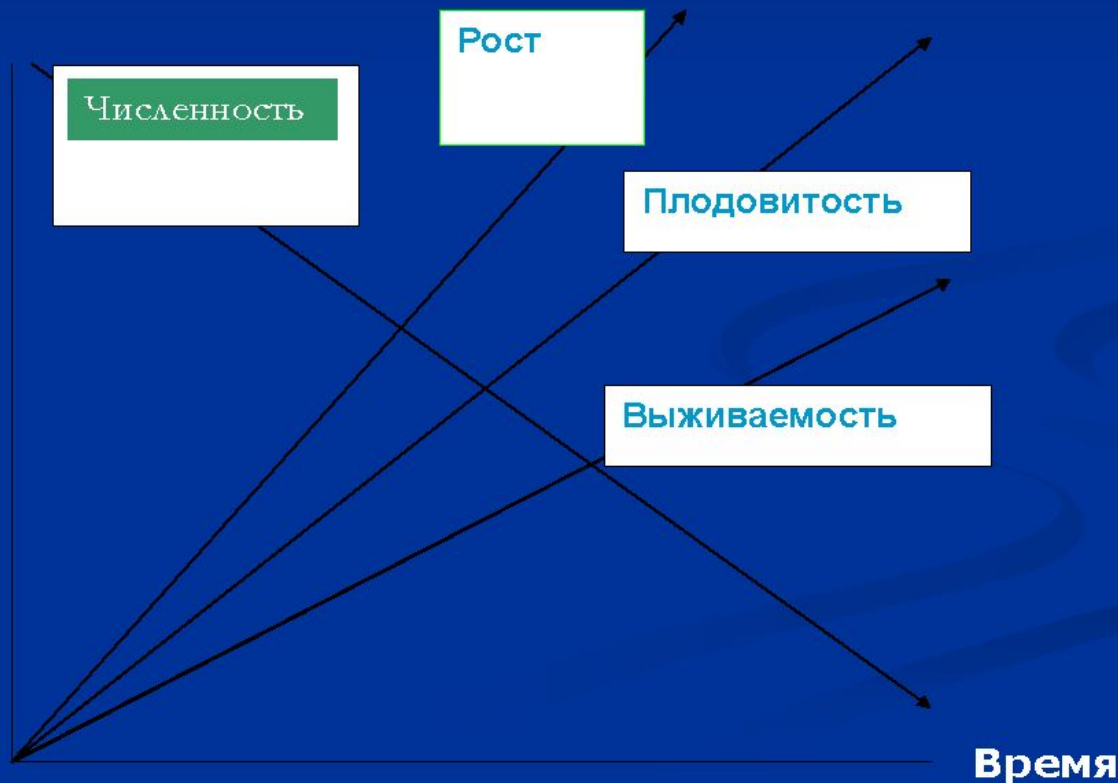 Рост
Численность
Плодовитость
Выживаемость
Время